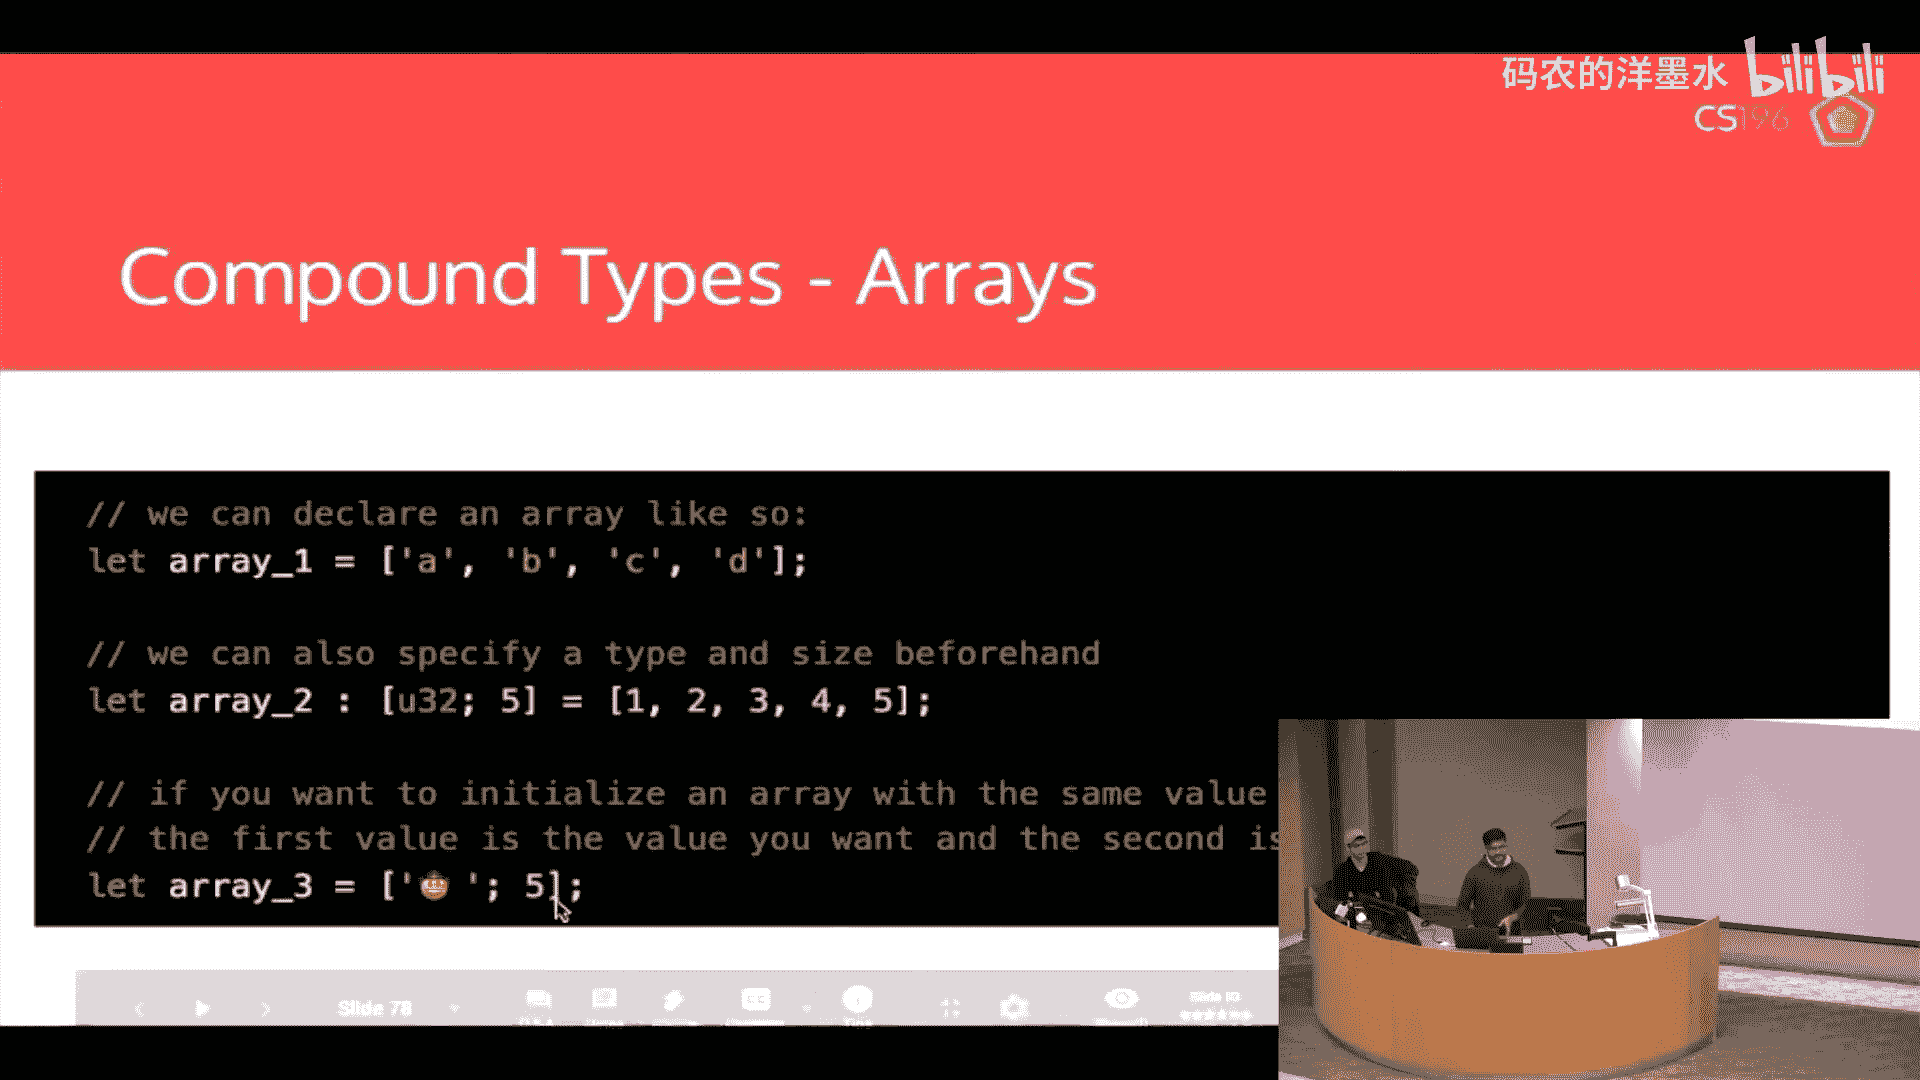 码农的洋墨水 bilibili
CS196
Compound Types - Arrays
// we can declare an array like so:
let array_1 = ['a', 'b', 'c', 'd'];
// we can also specify a type and size beforehand
let array_2 : [u32; 5] = [1, 2, 3, 4, 5];
// if you want to initialize an array with the same value
// the first value is the value you want and the second is
let array_3 = ['🤠 '; 5];
Slide 78